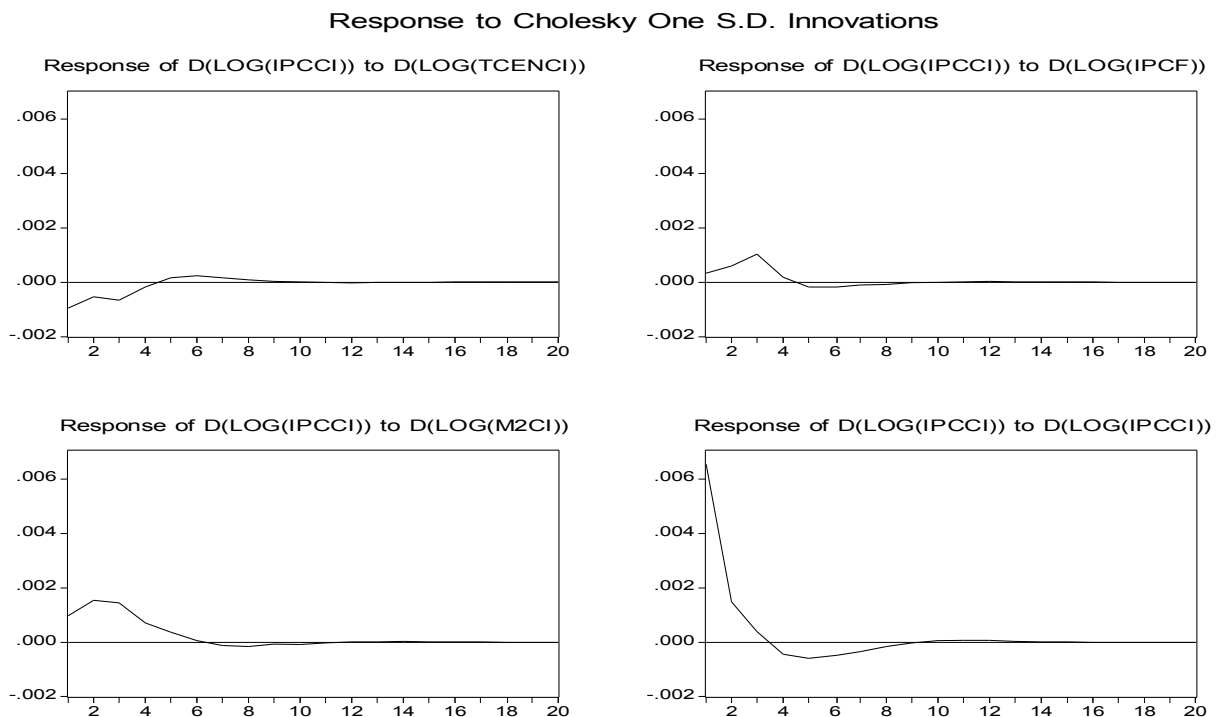 Response to Cholesky One S.D. Innovations
Response of D(LOG(IPCCI)) to D(LOG(TCENCI))
.006
.004
.002
.000
-.002
2 4 6 8 10 12 14 16 18 20
Response of D(LOG(IPCCI)) to D(LOG(IPCF))
.006
.004
.002
.000
-.002
2 4 6 8 10 12 14 16 18 20
Response of D(LOG(IPCCI)) to D(LOG(M2CI))
.006
.004
.002
.000
-.002
2 4 6 8 10 12 14 16 18 20
Response of D(LOG(IPCCI)) to D(LOG(IPCCI))
.006
.004
.002
.000
-.002
2 4 6 8 10 12 14 16 18 20